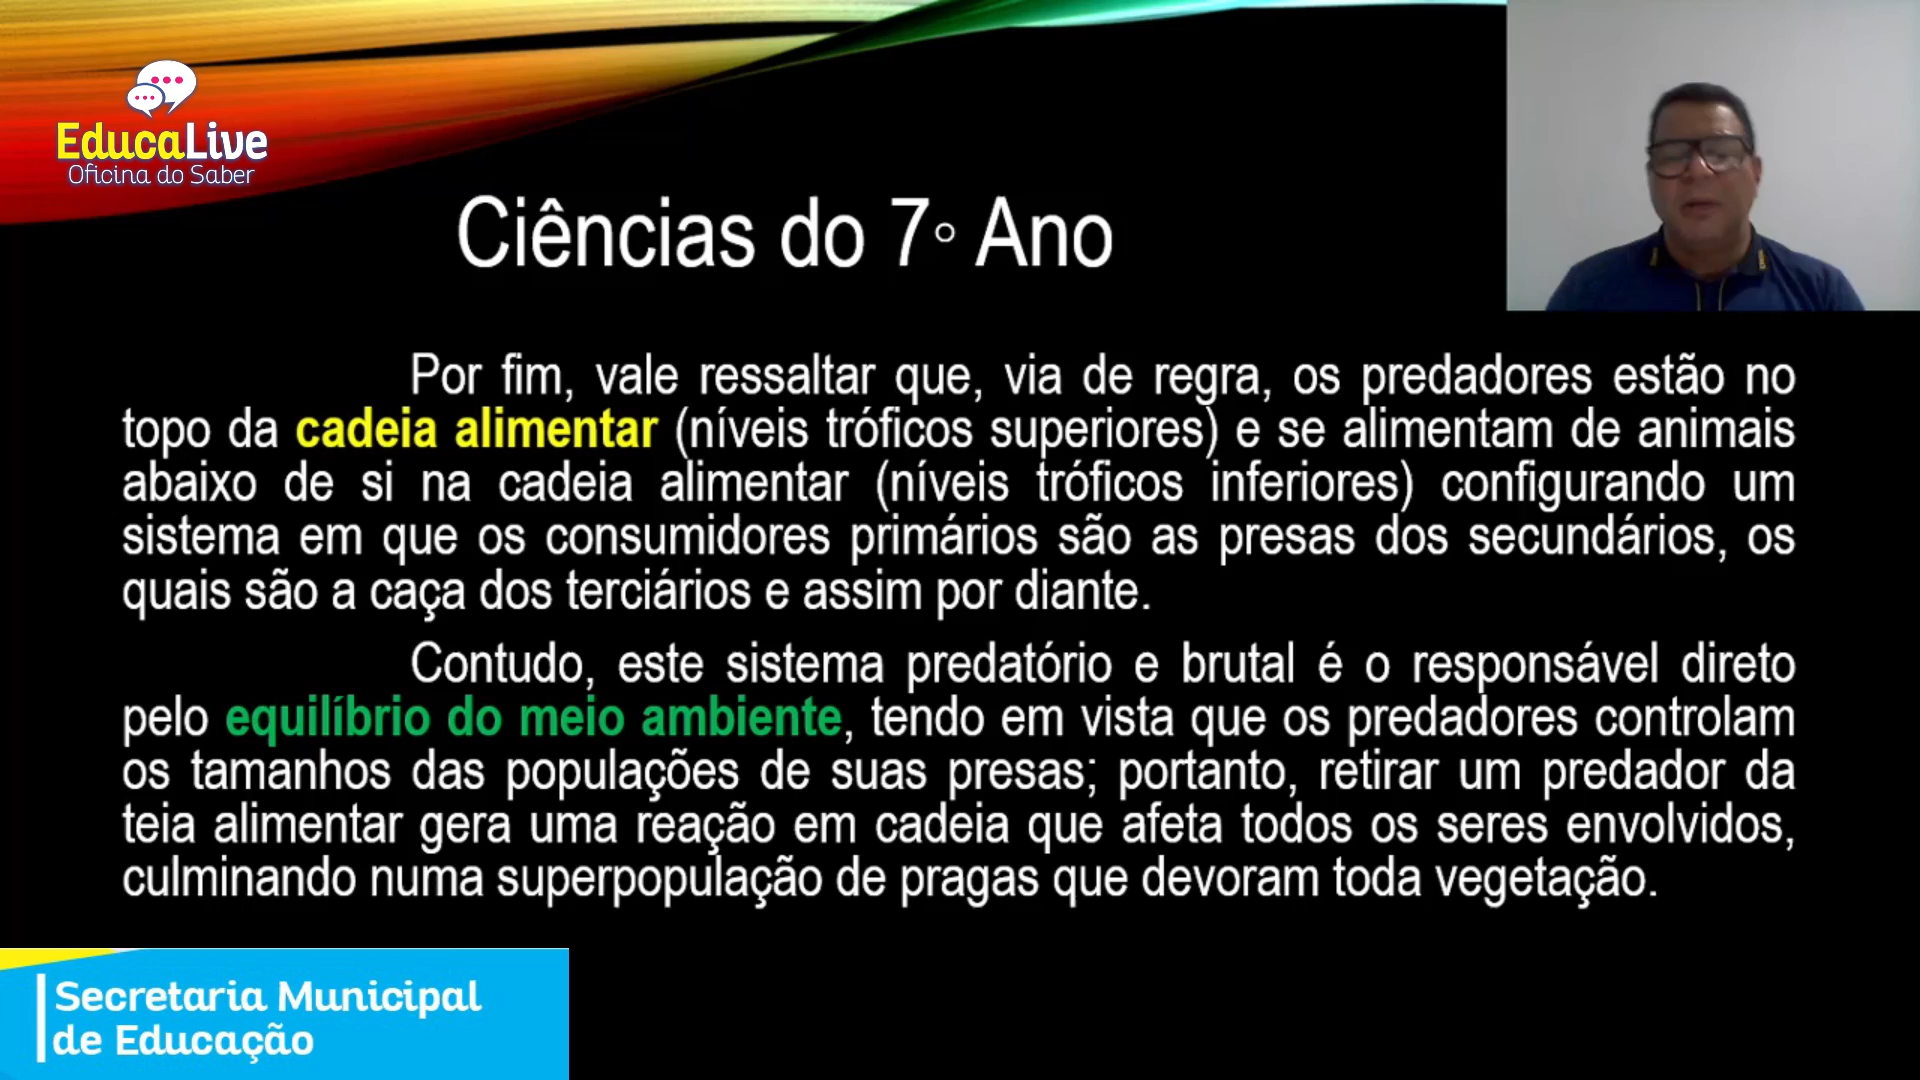 EducaLive
Oficina do Saber
Ciências do 7° Ano
Por fim, vale ressaltar que, via de regra, os predadores estão no
topo da cadeia alimentar (níveis tróficos superiores) e se alimentam de animais
abaixo de si na cadeia alimentar (níveis tróficos inferiores) configurando um
sistema em que os consumidores primários são as presas dos secundários, os
quais são a caça dos terciários e assim por diante.
Contudo, este sistema predatório e brutal é o responsável direto
pelo equilíbrio do meio ambiente, tendo em vista que os predadores controlam
os tamanhos das populações de suas presas; portanto, retirar um predador da
teia alimentar gera uma reação em cadeia que afeta todos os seres envolvidos,
culminando numa superpopulação de pragas que devoram toda vegetação.
Secretaria Municipal
de Educação